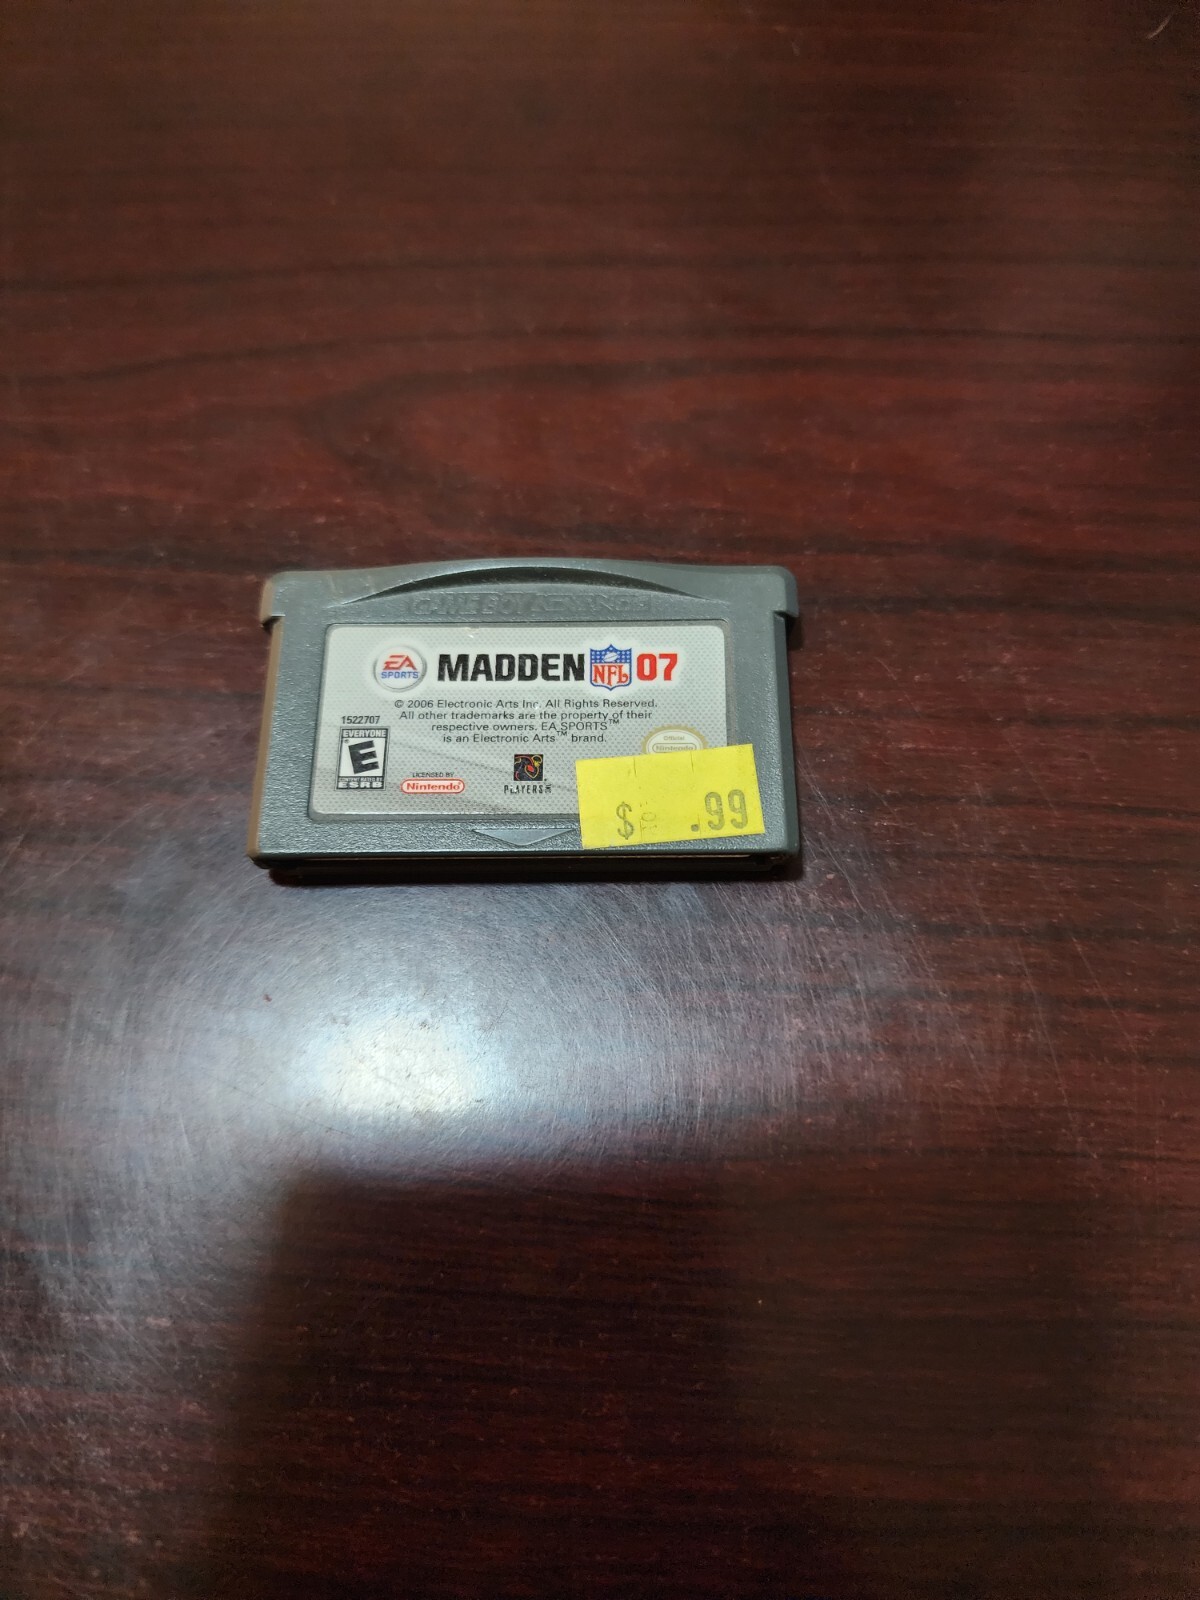 GAME BOY ADVANCE
EA
SPORTS
MADDEN NFL 07
© 2006 Electronic Arts Inc. All Rights Reserved.
All other trademarks are the property of their
respective owners. EA SPORTS™
is an Electronic Arts™ brand.
1522707
EVERYONE
E
CONTENT RATED BY
ESRB
LICENSED BY
Nintendo
PLAYERS
Official
Nintendo
$ .99